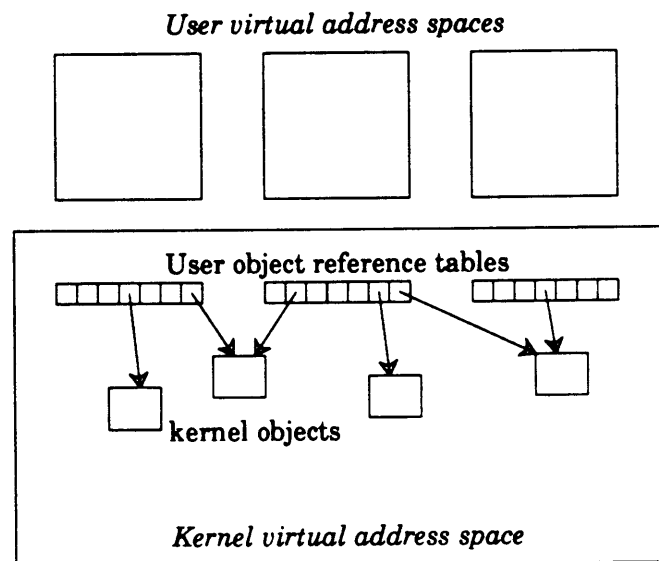 User virtual address spaces
User object reference tables
kernel objects
Kernel virtual address space